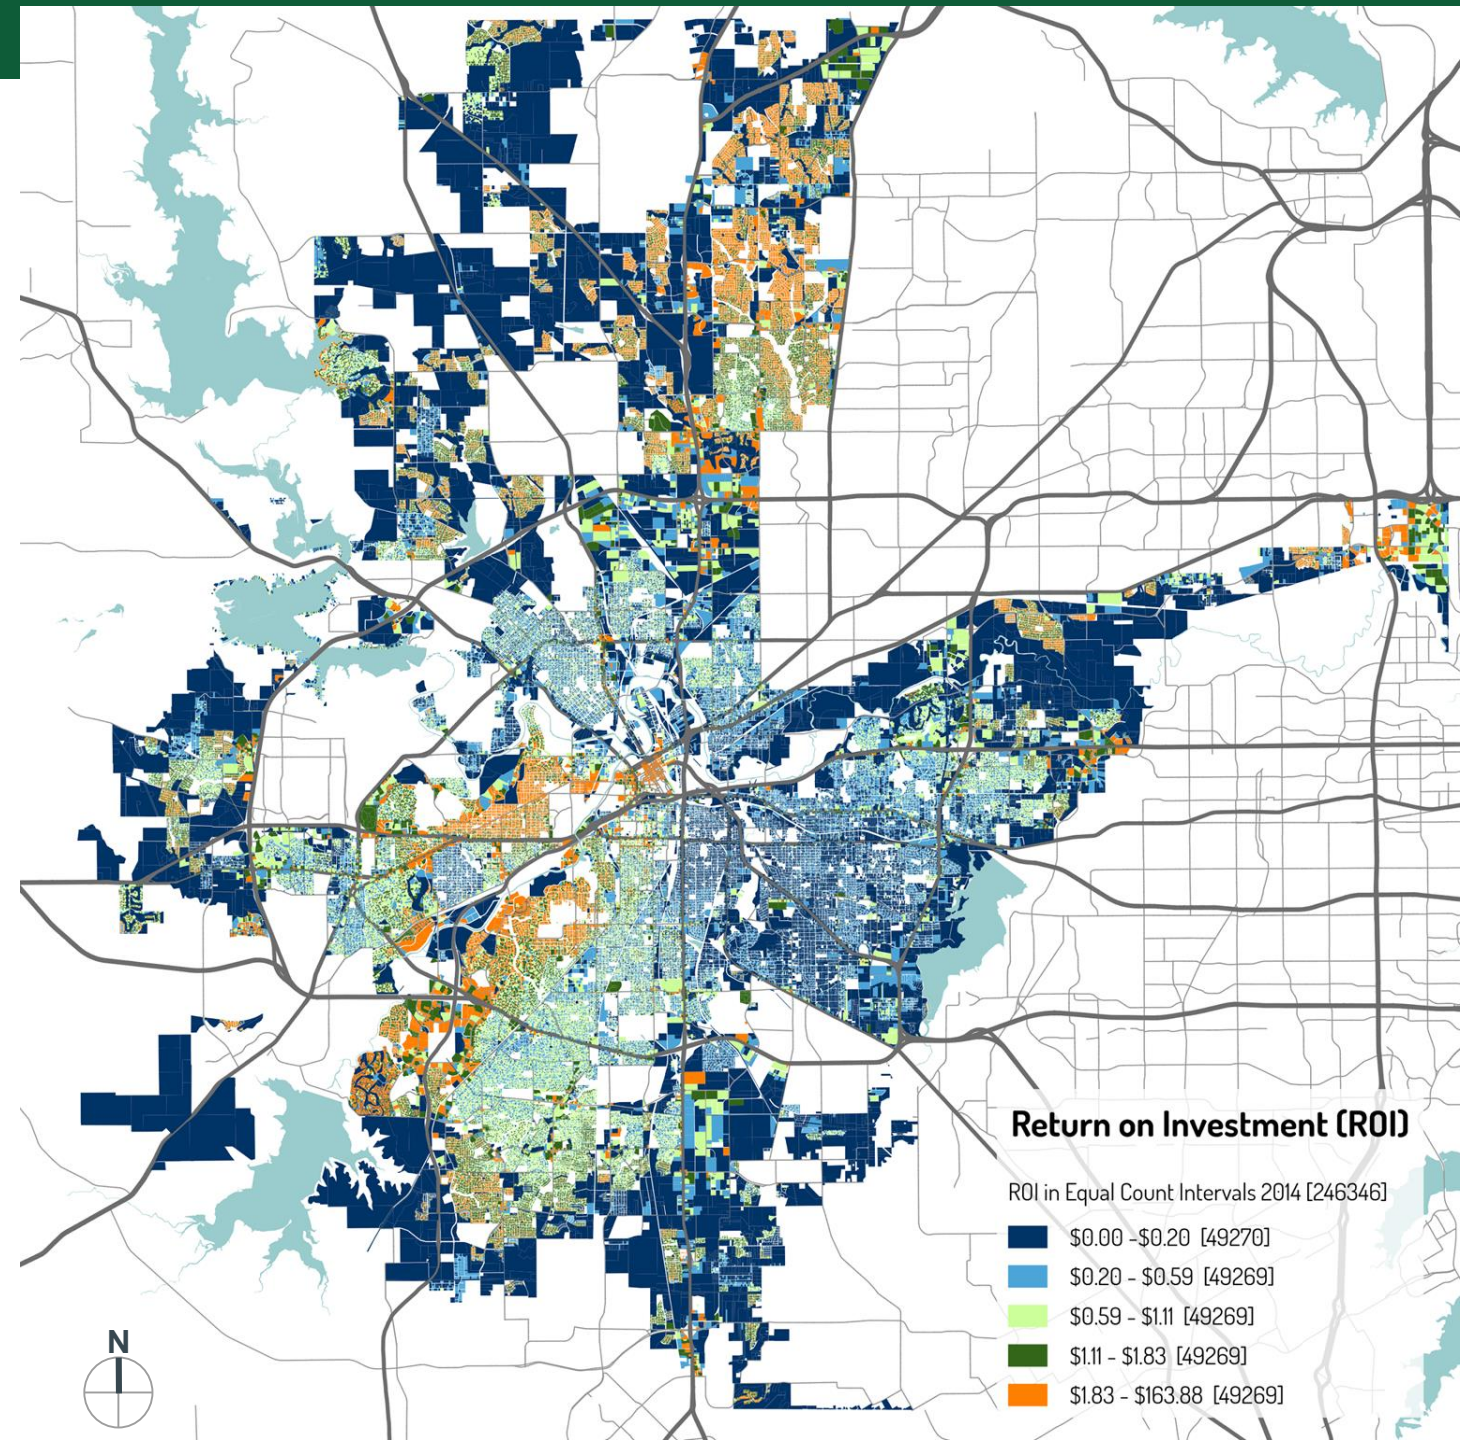 Return on Investment (ROI)
ROI in Equal Count Intervals 2014 [246346]
$0.00 -$0.20 [49270]
$0.20 - $0.59 [49269]
$0.59 - $1.11 [49269]
$1.11 - $1.83 [49269]
$1.83 - $163.88 [49269]
N